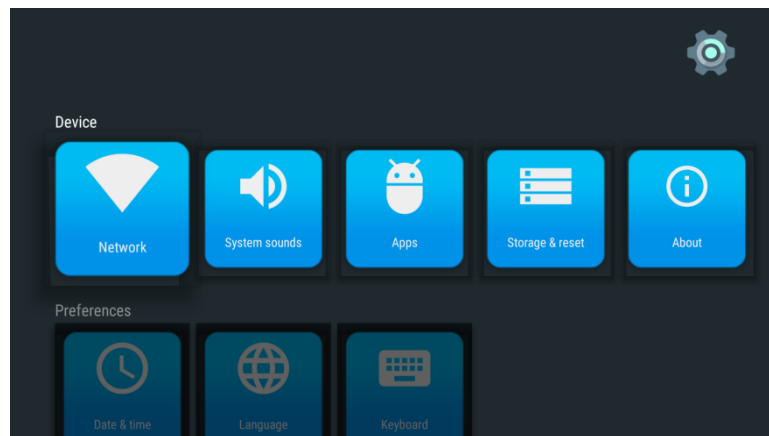 Device
Network
System sounds
Apps
Storage & reset
About
Preferences
Date & time
Language
Keyboard